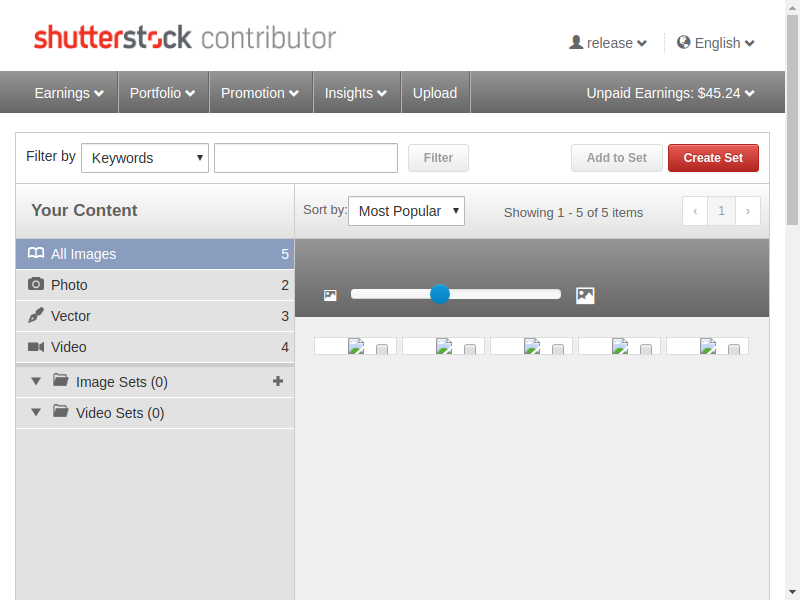 shutterstock contributor
release English
Earnings Portfolio Promotion Insights Upload Unpaid Earnings: $45.24
Filter by Keywords Filter Add to Set Create Set
Your Content Sort by: Most Popular Showing 1 - 5 of 5 items ‹ 1 ›
All Images 5
Photo 2
Vector 3
Video 4
Image Sets (0)
Video Sets (0)